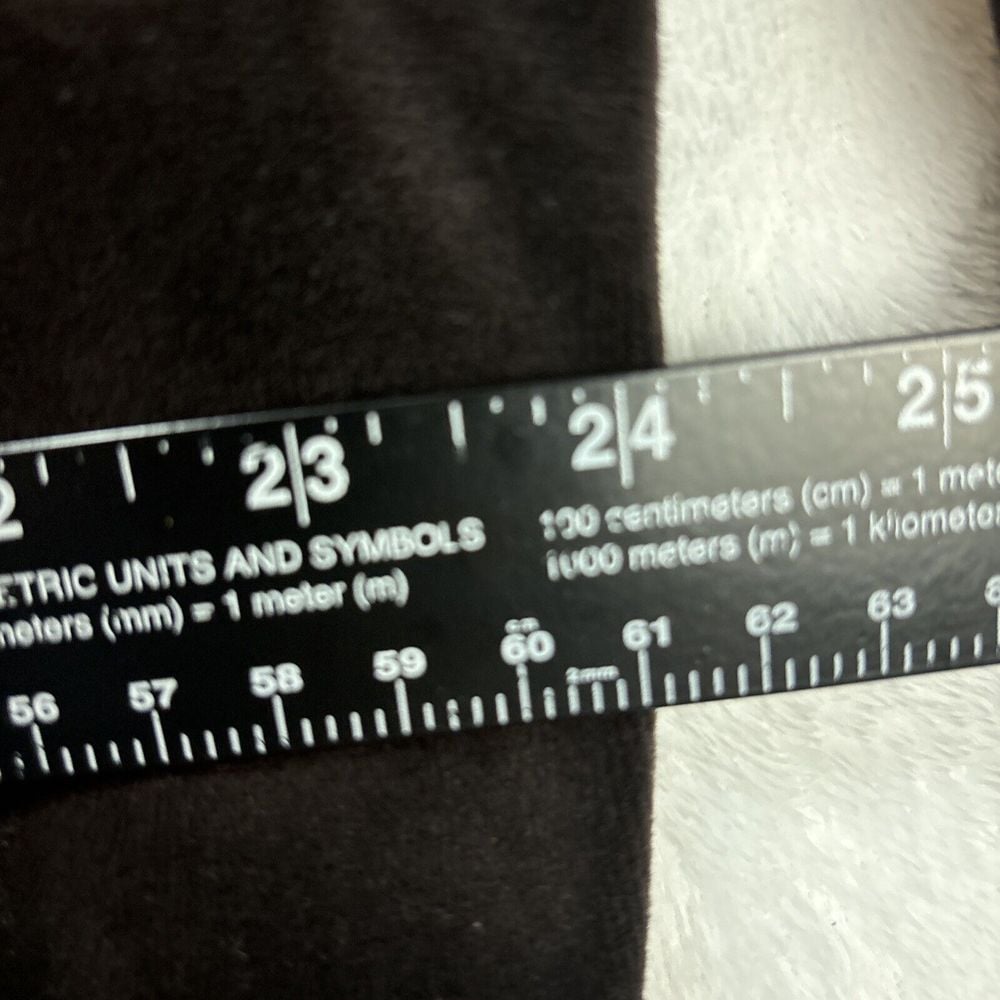 2 23 24 25
ETRIC UNITS AND SYMBOLS
meters (mm) = 1 meter (m)
100 centimeters (cm) = 1 mete
1000 meters (m) = 1 kilometer
cm
56 57 58 59 60 61 62 63
2mm